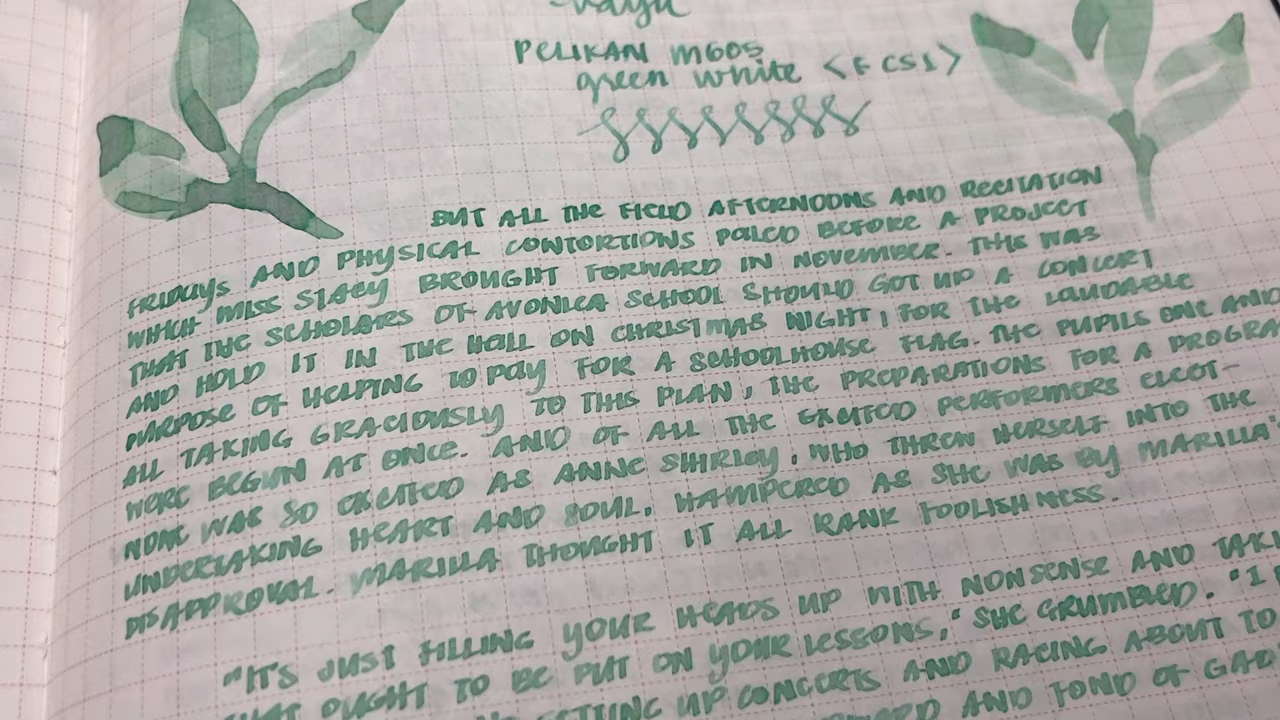 PELIKAN M605
green white <F CSI>
BUT ALL THE FIELD AFTERNOONS AND RECITATION
FRIDAYS AND PHYSICAL CONTORTIONS PALED BEFORE A PROJECT
WHICH MISS STACY BROUGHT FORWARD IN NOVEMBER. THIS WAS
THAT THE SCHOLARS OF AVONLEA SCHOOL SHOULD GOT UP A CONCERT
AND HOLD IT IN THE HALL ON CHRISTMAS NIGHT, FOR THE LAUDABLE
PURPOSE OF HELPING TO PAY FOR A SCHOOLHOUSE FLAG. THE PUPILS ONE AND
ALL TAKING GRACIOUSLY TO THIS PLAN, THE PREPARATIONS FOR A PROGRA
WERE BEGUN AT ONCE. AND OF ALL THE EXCITED PERFORMERS ELECT-
NONE WAS SO EXCITED AS ANNE SHIRLEY, WHO THREW HERSELF INTO THE
UNDERTAKING HEART AND SOUL, HAMPERED AS SHE WAS BY MARILLA'
DISAPPROVAL. MARILLA THOUGHT IT ALL RANK FOOLISHNESS.
"IT'S JUST FILLING YOUR HEADS UP WITH NONSENSE AND TAKI
OUGHT TO BE PUT ON YOUR LESSONS," SHE GRUMBLED. "I
UP CONCERTS AND RACING ABOUT TO
AND FOND OF GAD